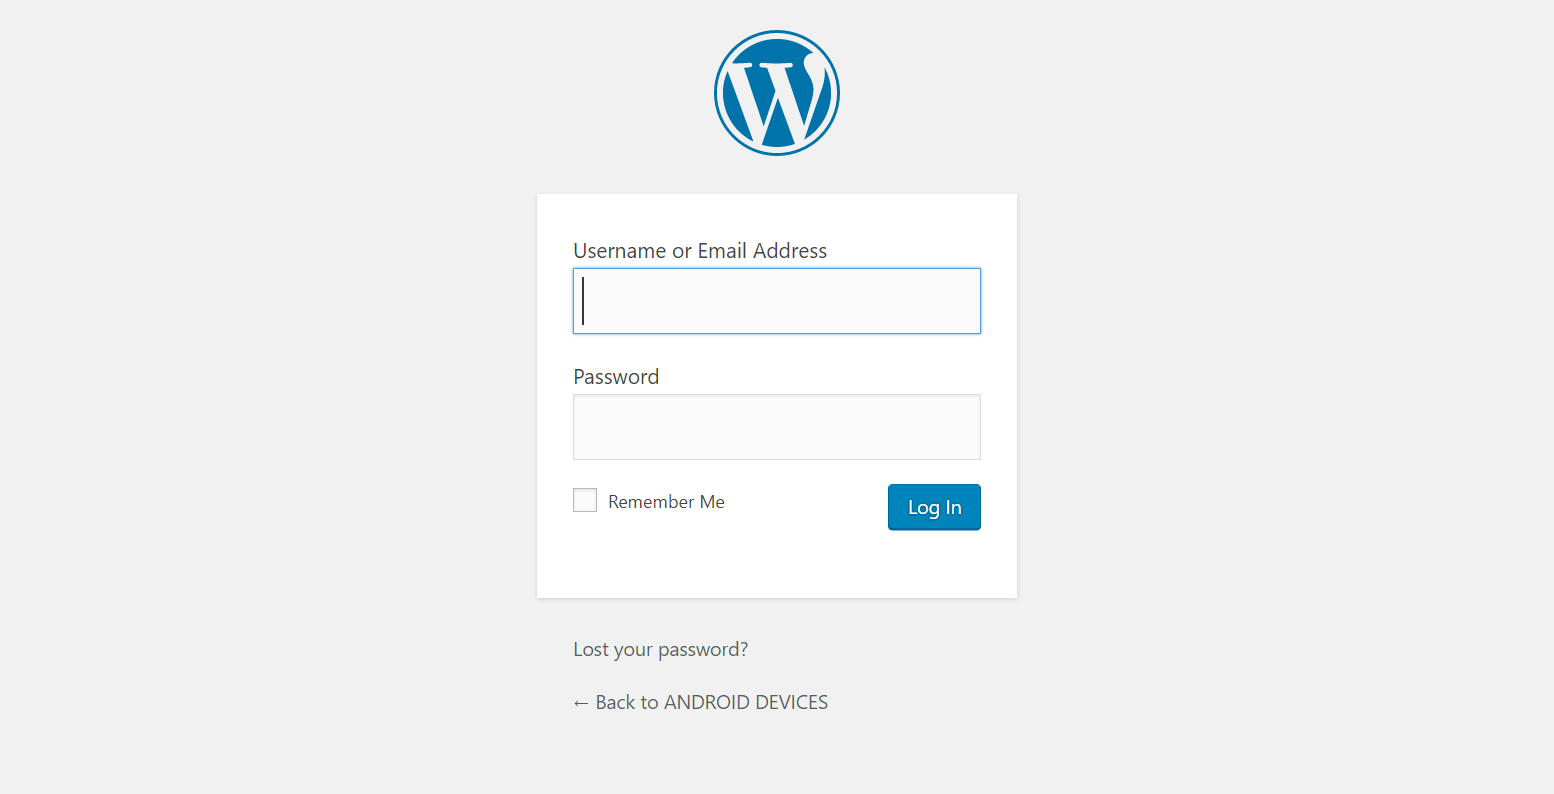 Username or Email Address
Password
Remember Me
Log In
Lost your password?
← Back to ANDROID DEVICES